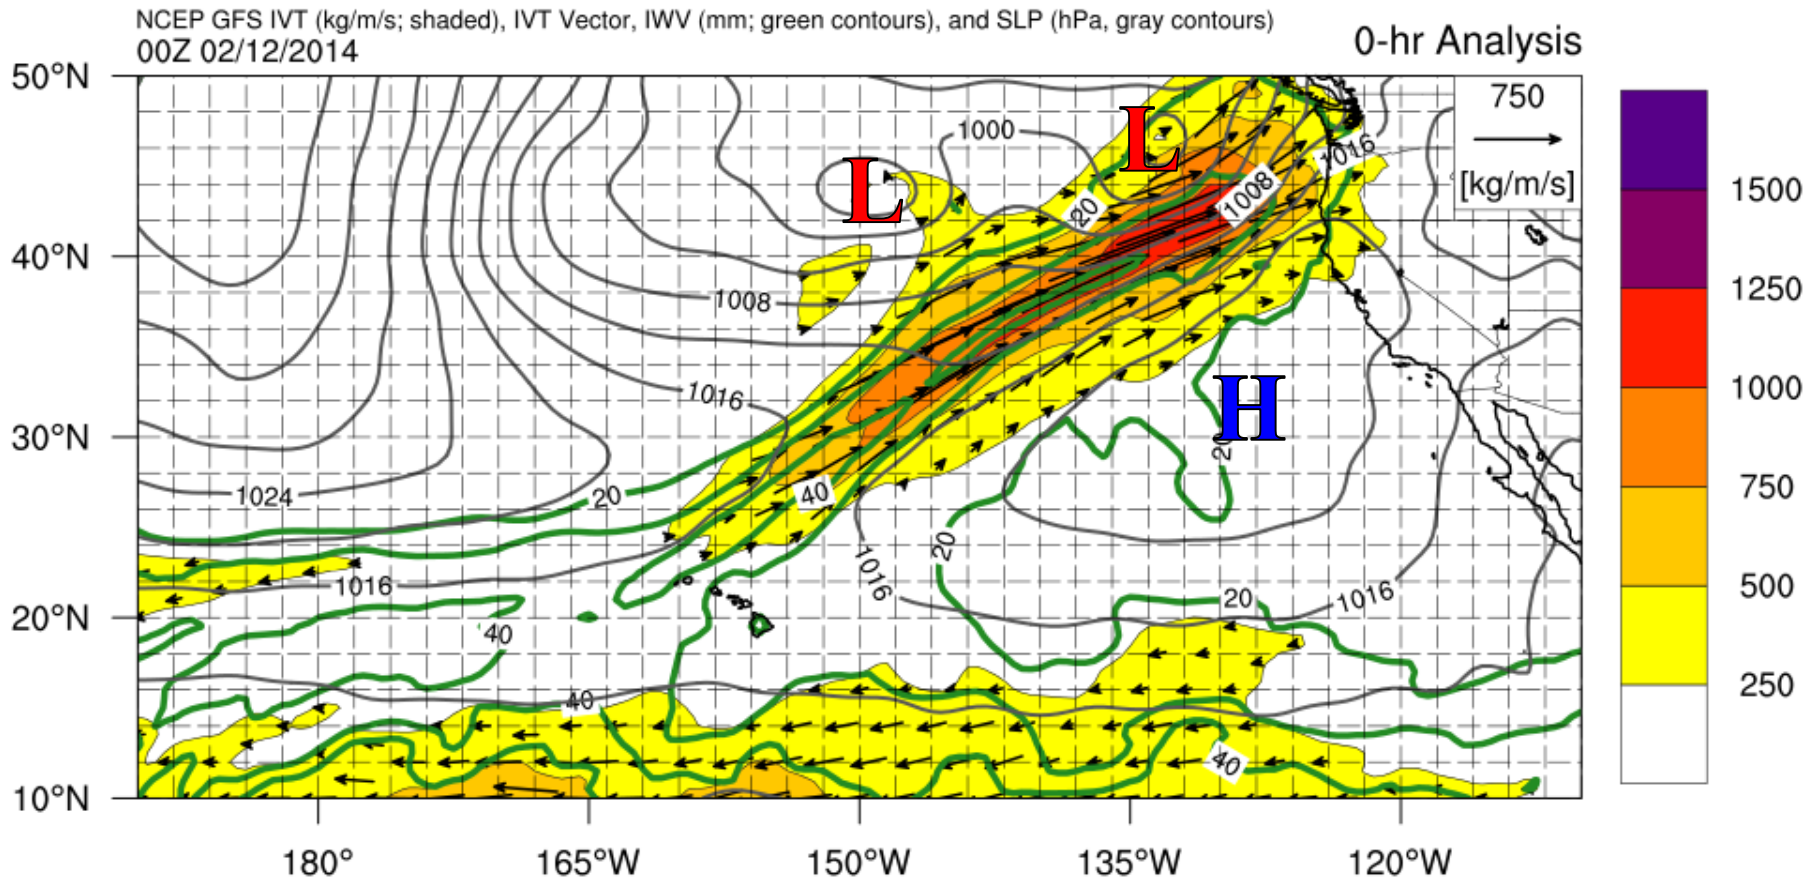 NCEP GFS IVT (kg/m/s; shaded), IVT Vector, IWV (mm; green contours), and SLP (hPa, gray contours)
00Z 02/12/2014
0-hr Analysis
50°N
40°N
30°N
20°N
10°N
180°
165°W
150°W
135°W
120°W
750
[kg/m/s]
1500
1250
1000
750
500
250
L
L
H
1000
1016
1008
20
1008
1016
1024
20
40
20
20
1016
1016
1016
20
40
40
40